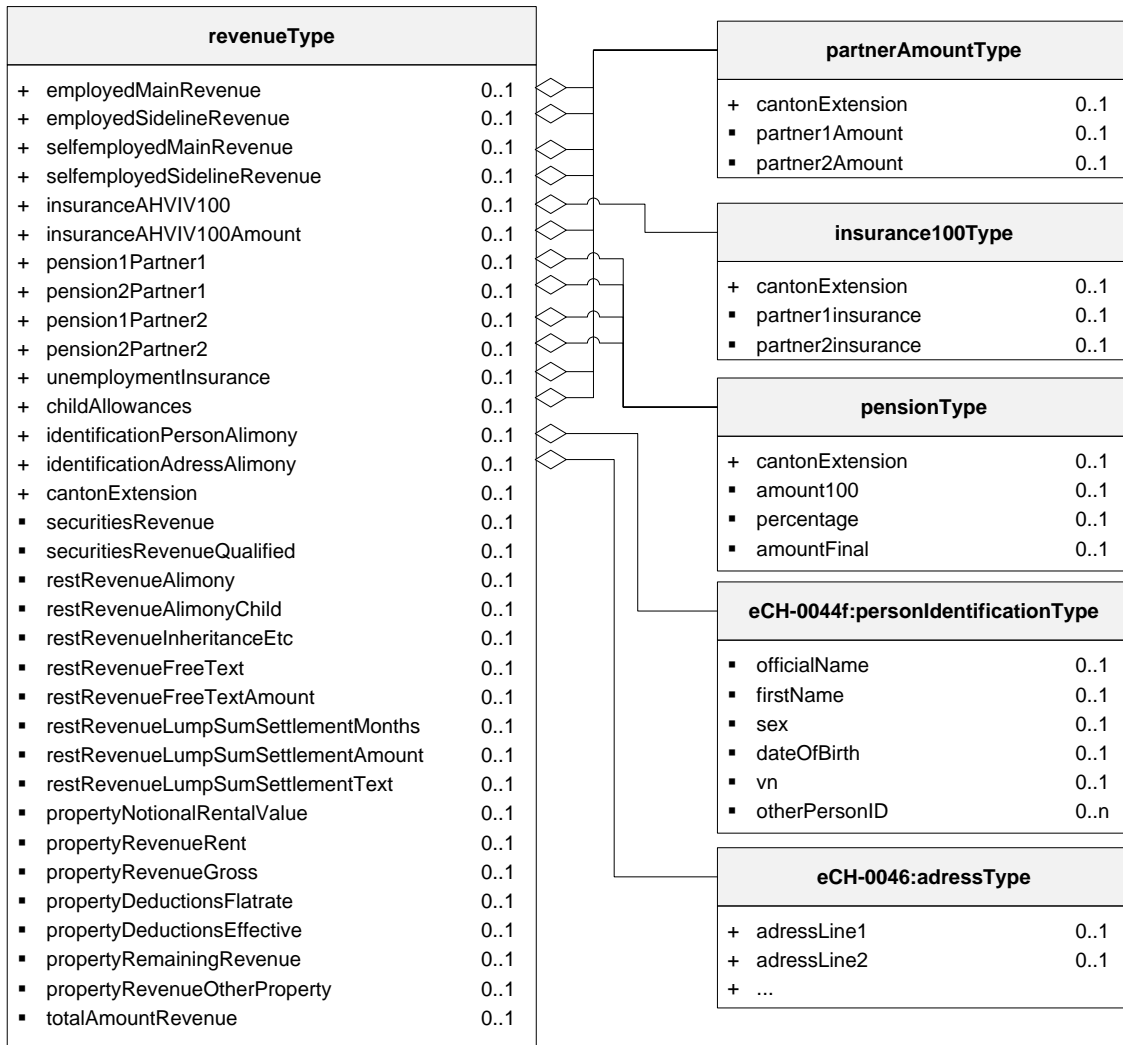 revenueType
+ employedMainRevenue 0..1
+ employedSidelineRevenue 0..1
+ selfemployedMainRevenue 0..1
+ selfemployedSidelineRevenue 0..1
+ insuranceAHVIV100 0..1
+ insuranceAHVIV100Amount 0..1
+ pension1Partner1 0..1
+ pension2Partner1 0..1
+ pension1Partner2 0..1
+ pension2Partner2 0..1
+ unemploymentInsurance 0..1
+ childAllowances 0..1
+ identificationPersonAlimony 0..1
+ identificationAdressAlimony 0..1
+ cantonExtension 0..1
▪ securitiesRevenue 0..1
▪ securitiesRevenueQualified 0..1
▪ restRevenueAlimony 0..1
▪ restRevenueAlimonyChild 0..1
▪ restRevenueInheritanceEtc 0..1
▪ restRevenueFreeText 0..1
▪ restRevenueFreeTextAmount 0..1
▪ restRevenueLumpSumSettlementMonths 0..1
▪ restRevenueLumpSumSettlementAmount 0..1
▪ restRevenueLumpSumSettlementText 0..1
▪ propertyNotionalRentalValue 0..1
▪ propertyRevenueRent 0..1
▪ propertyRevenueGross 0..1
▪ propertyDeductionsFlatrate 0..1
▪ propertyDeductionsEffective 0..1
▪ propertyRemainingRevenue 0..1
▪ propertyRevenueOtherProperty 0..1
▪ totalAmountRevenue 0..1
partnerAmountType
+ cantonExtension 0..1
▪ partner1Amount 0..1
▪ partner2Amount 0..1
insurance100Type
+ cantonExtension 0..1
▪ partner1insurance 0..1
▪ partner2insurance 0..1
pensionType
+ cantonExtension 0..1
▪ amount100 0..1
▪ percentage 0..1
▪ amountFinal 0..1
eCH-0044f:personIdentificationType
▪ officialName 0..1
▪ firstName 0..1
▪ sex 0..1
▪ dateOfBirth 0..1
▪ vn 0..1
▪ otherPersonID 0..n
eCH-0046:adressType
+ adressLine1 0..1
+ adressLine2 0..1
+ ...